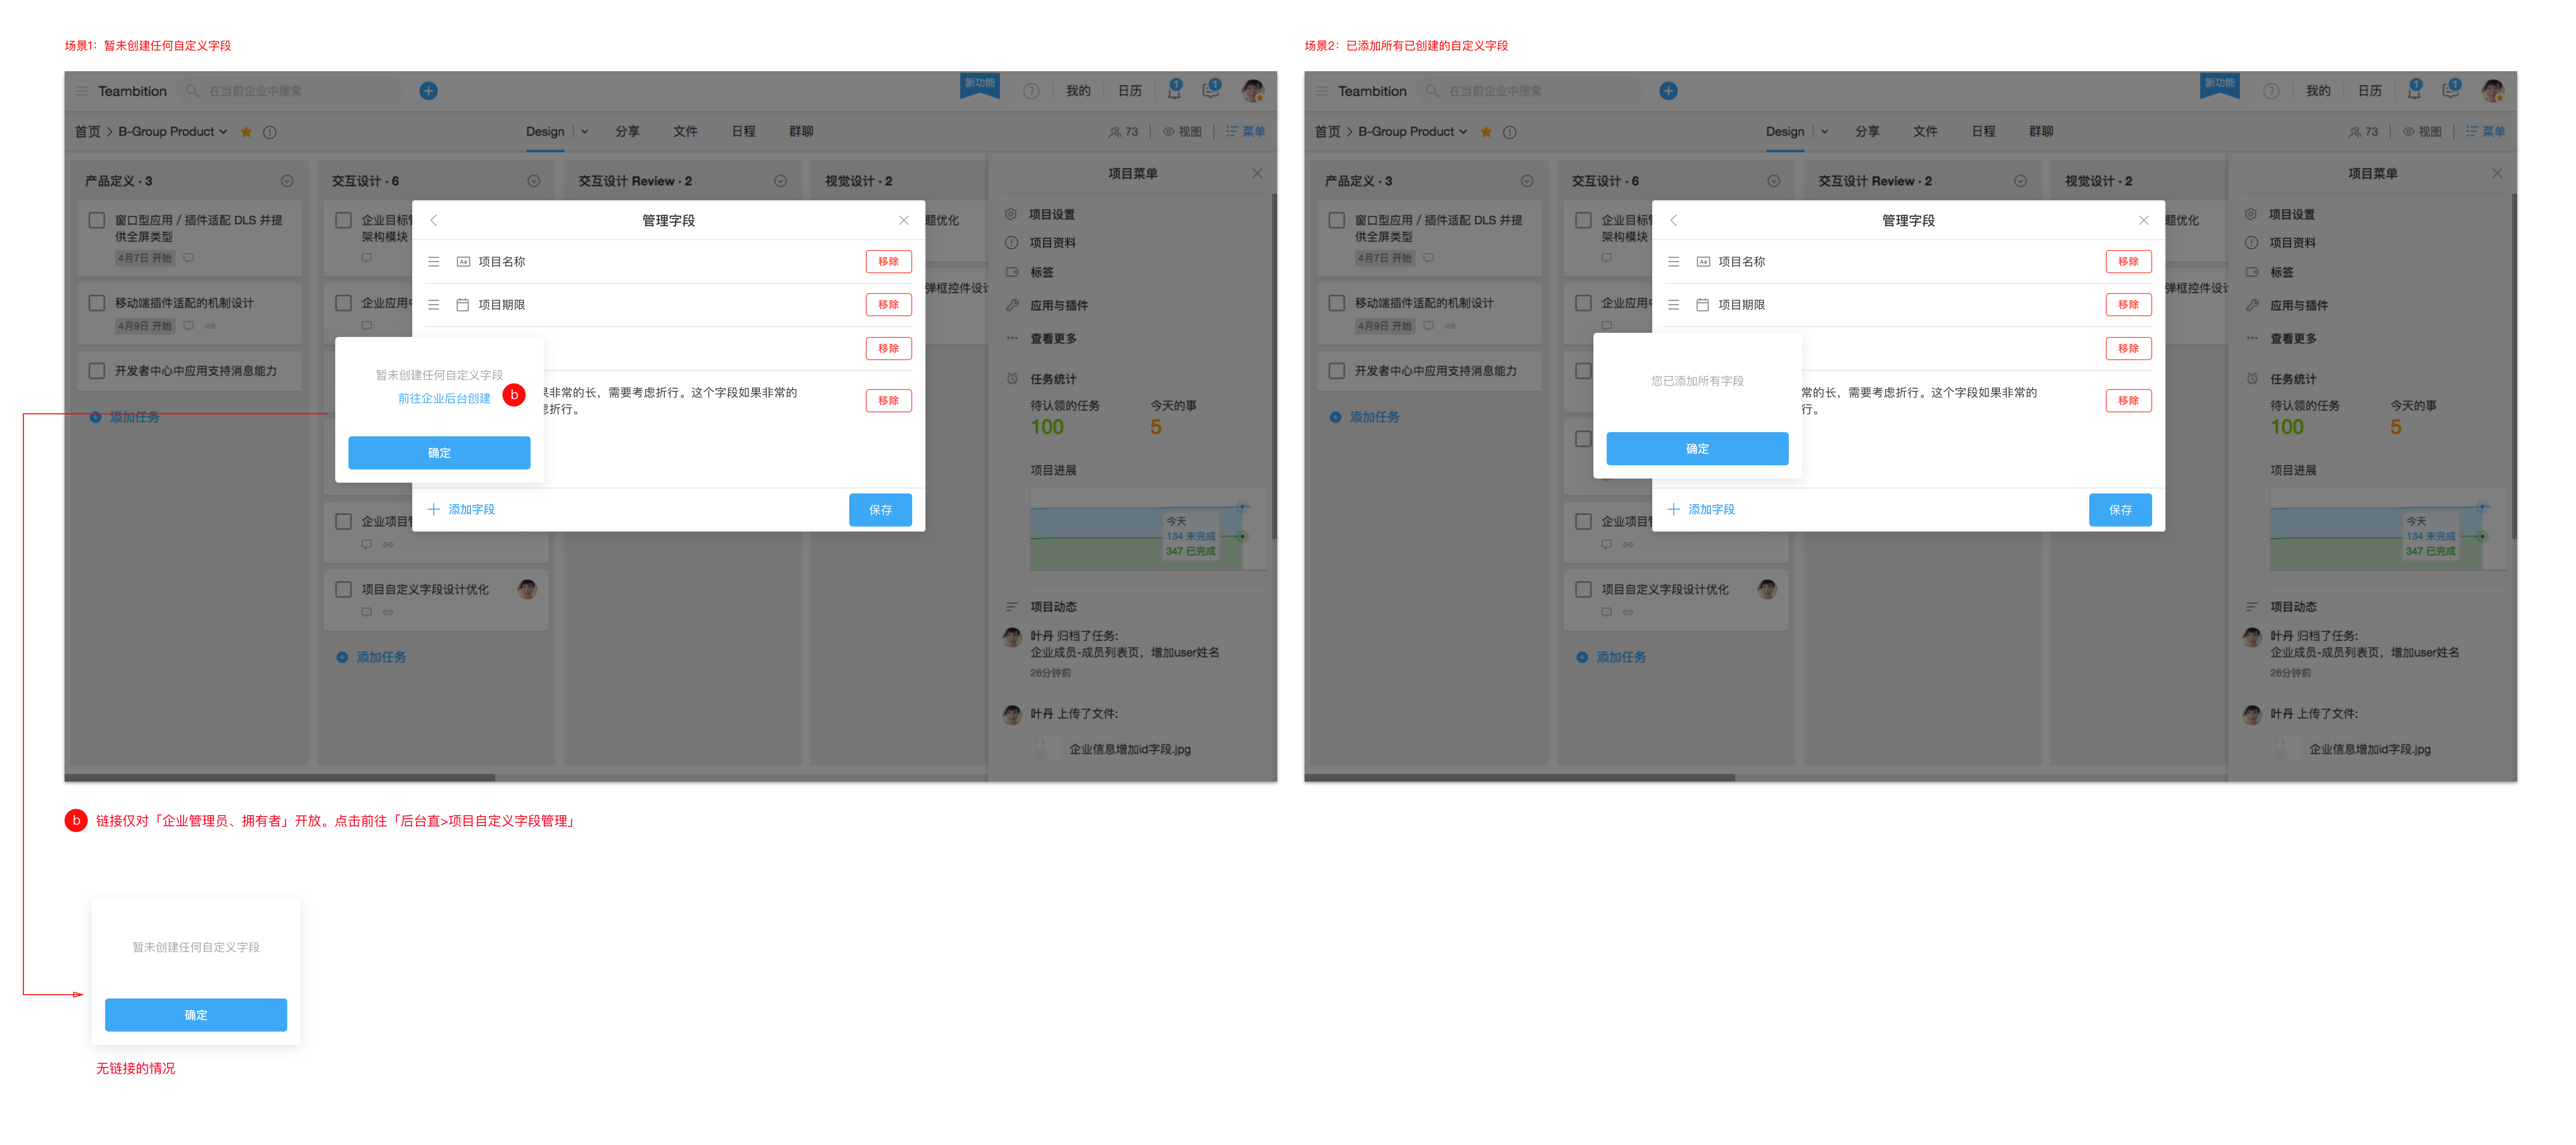 场景1：暂未创建任何自定义字段
Teambition
在当前企业中搜索
新功能
我的
日历
1
1
首页 > B-Group Product
Design
分享
文件
日程
群聊
73
视图
菜单
产品定义 · 3
窗口型应用 / 插件适配 DLS 并提
供全屏类型
4月7日 开始
移动端插件适配的机制设计
4月9日 开始
开发者中心中应用支持消息能力
添加任务
交互设计 · 6
企业目标
架构模块
企业应用
企业项目
项目自定义字段设计优化
添加任务
交互设计 Review · 2
视觉设计 · 2
题优化
弹框控件设计
管理字段
项目名称
移除
项目期限
移除
移除
果非常的长，需要考虑折行。这个字段如果非常的
虑折行。
移除
添加字段
保存
暂未创建任何自定义字段
前往企业后台创建
b
确定
项目菜单
项目设置
项目资料
标签
应用与插件
查看更多
任务统计
待认领的任务
今天的事
100
5
项目进展
今天
134 未完成
347 已完成
项目动态
叶丹 归档了任务:
企业成员-成员列表页，增加user姓名
26分钟前
叶丹 上传了文件:
企业信息增加id字段.jpg
b
链接仅对「企业管理员、拥有者」开放。点击前往「后台直>项目自定义字段管理」
暂未创建任何自定义字段
确定
无链接的情况
场景2：已添加所有已创建的自定义字段
Teambition
在当前企业中搜索
新功能
我的
日历
1
1
首页 > B-Group Product
Design
分享
文件
日程
群聊
73
视图
菜单
产品定义 · 3
窗口型应用 / 插件适配 DLS 并提
供全屏类型
4月7日 开始
移动端插件适配的机制设计
4月9日 开始
开发者中心中应用支持消息能力
添加任务
交互设计 · 6
企业目标
架构模块
企业应用
企业项目
项目自定义字段设计优化
添加任务
交互设计 Review · 2
视觉设计 · 2
题优化
弹框控件设计
管理字段
项目名称
移除
项目期限
移除
移除
常的长，需要考虑折行。这个字段如果非常的
行。
移除
添加字段
保存
您已添加所有字段
确定
项目菜单
项目设置
项目资料
标签
应用与插件
查看更多
任务统计
待认领的任务
今天的事
100
5
项目进展
今天
134 未完成
347 已完成
项目动态
叶丹 归档了任务:
企业成员-成员列表页，增加user姓名
26分钟前
叶丹 上传了文件:
企业信息增加id字段.jpg